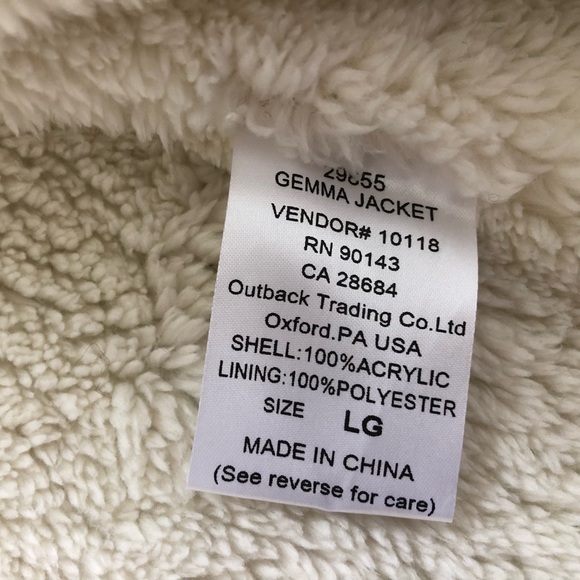 29855
GEMMA JACKET
VENDOR# 10118
RN 90143
CA 28684
Outback Trading Co.Ltd
Oxford.PA USA
SHELL:100%ACRYLIC
LINING:100%POLYESTER
SIZE LG
MADE IN CHINA
(See reverse for care)